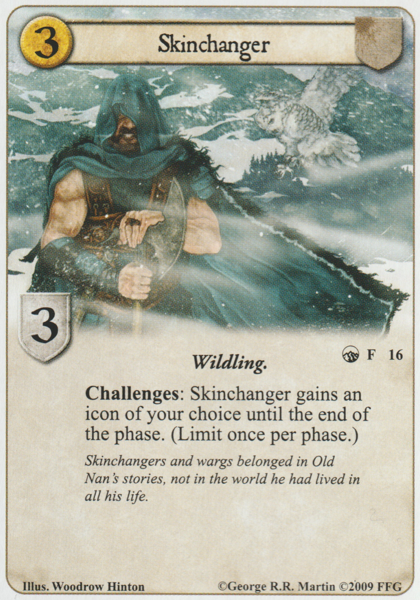 3
Skinchanger
3
Wildling.
F 16
Challenges: Skinchanger gains an
icon of your choice until the end of
the phase. (Limit once per phase.)
Skinchangers and wargs belonged in Old
Nan's stories, not in the world he had lived in
all his life.
Illus. Woodrow Hinton
©George R.R. Martin ©2009 FFG